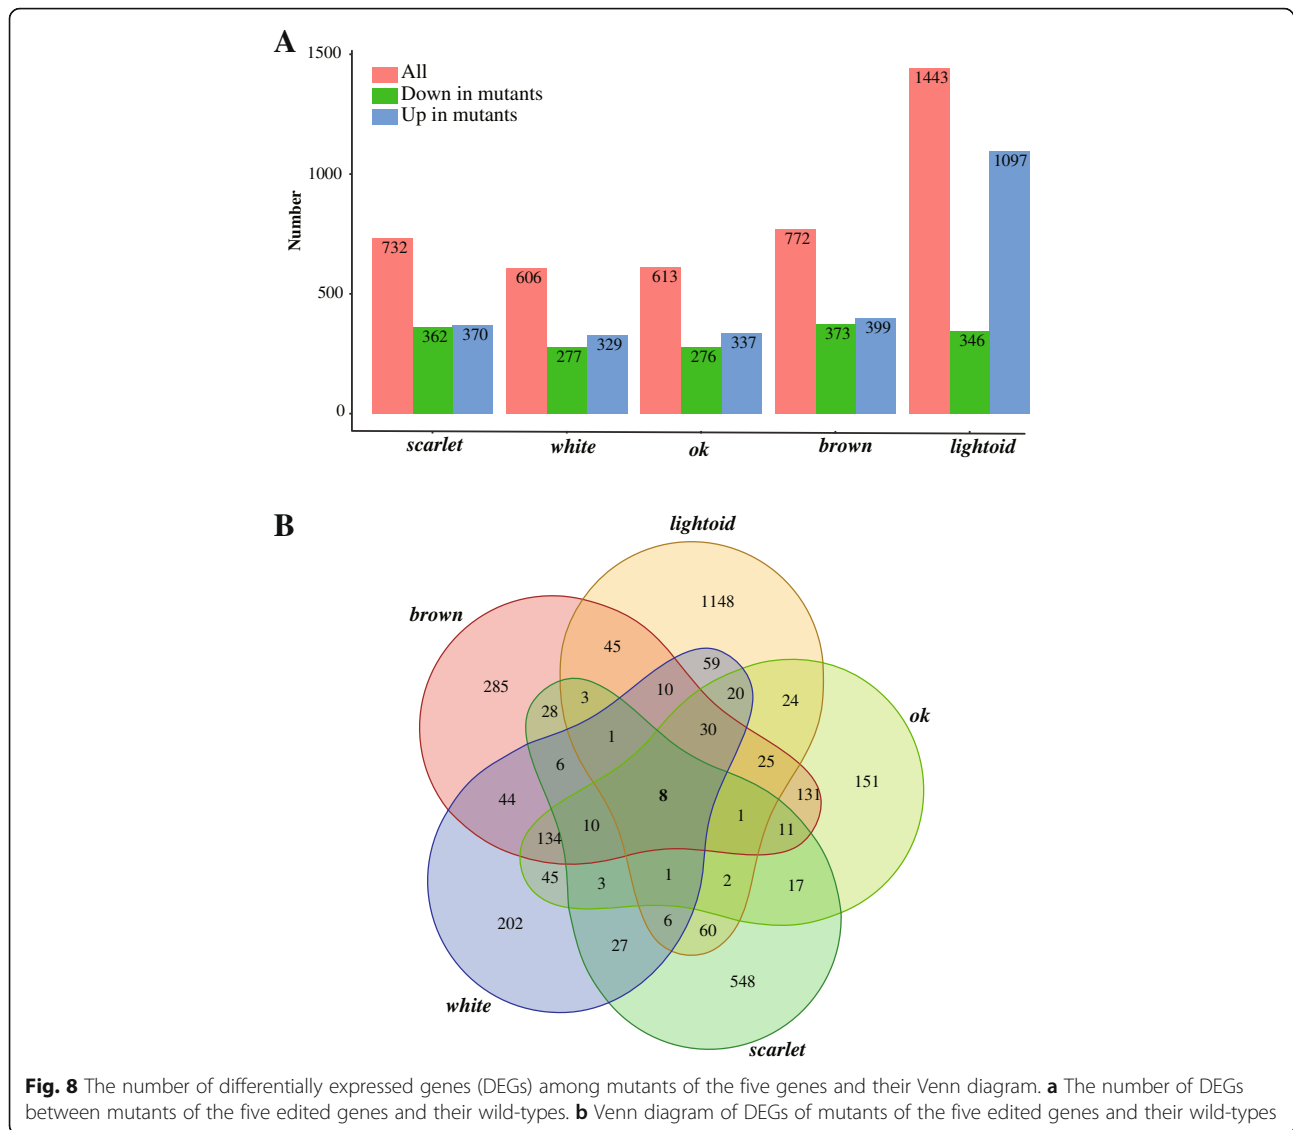 A
1500
1000
500
0
Number
All
Down in mutants
Up in mutants
732
362
370
606
277
329
613
276
337
772
373
399
1443
346
1097
scarlet
white
ok
brown
lightoid
B
lightoid
brown
ok
white
scarlet
1148
45
59
285
28
3
10
20
24
1
30
6
25
151
44
8
131
134
10
1
11
45
3
1
2
17
202
27
6
60
548
Fig. 8 The number of differentially expressed genes (DEGs) among mutants of the five genes and their Venn diagram. a The number of DEGs
between mutants of the five edited genes and their wild-types. b Venn diagram of DEGs of mutants of the five edited genes and their wild-types